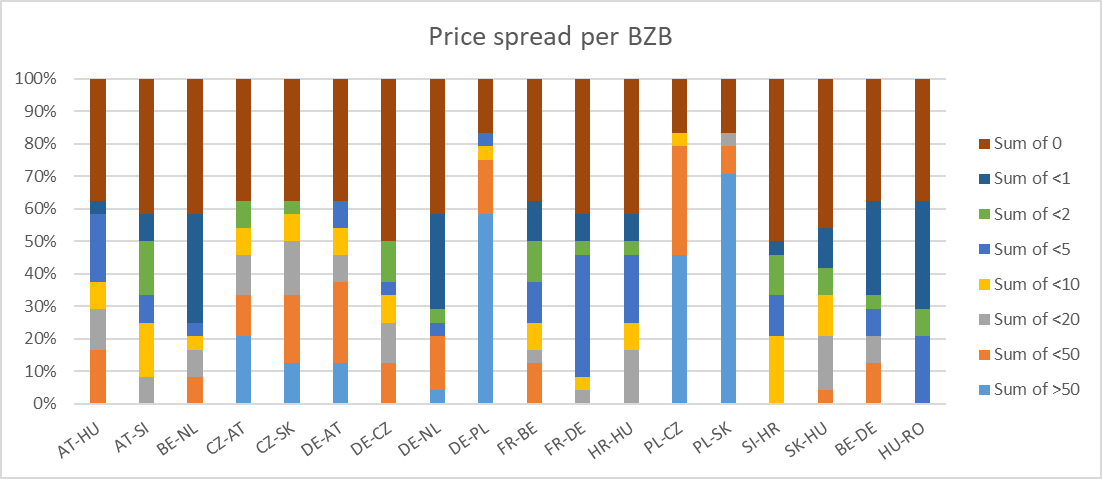 Price spread per BZB
100%
90%
80%
70%
60%
50%
40%
30%
20%
10%
0%
AT-HU
AT-SI
BE-NL
CZ-AT
CZ-SK
DE-AT
DE-CZ
DE-NL
DE-PL
FR-BE
FR-DE
HR-HU
PL-CZ
PL-SK
SI-HR
SK-HU
BE-DE
HU-RO
Sum of 0
Sum of <1
Sum of <2
Sum of <5
Sum of <10
Sum of <20
Sum of <50
Sum of >50